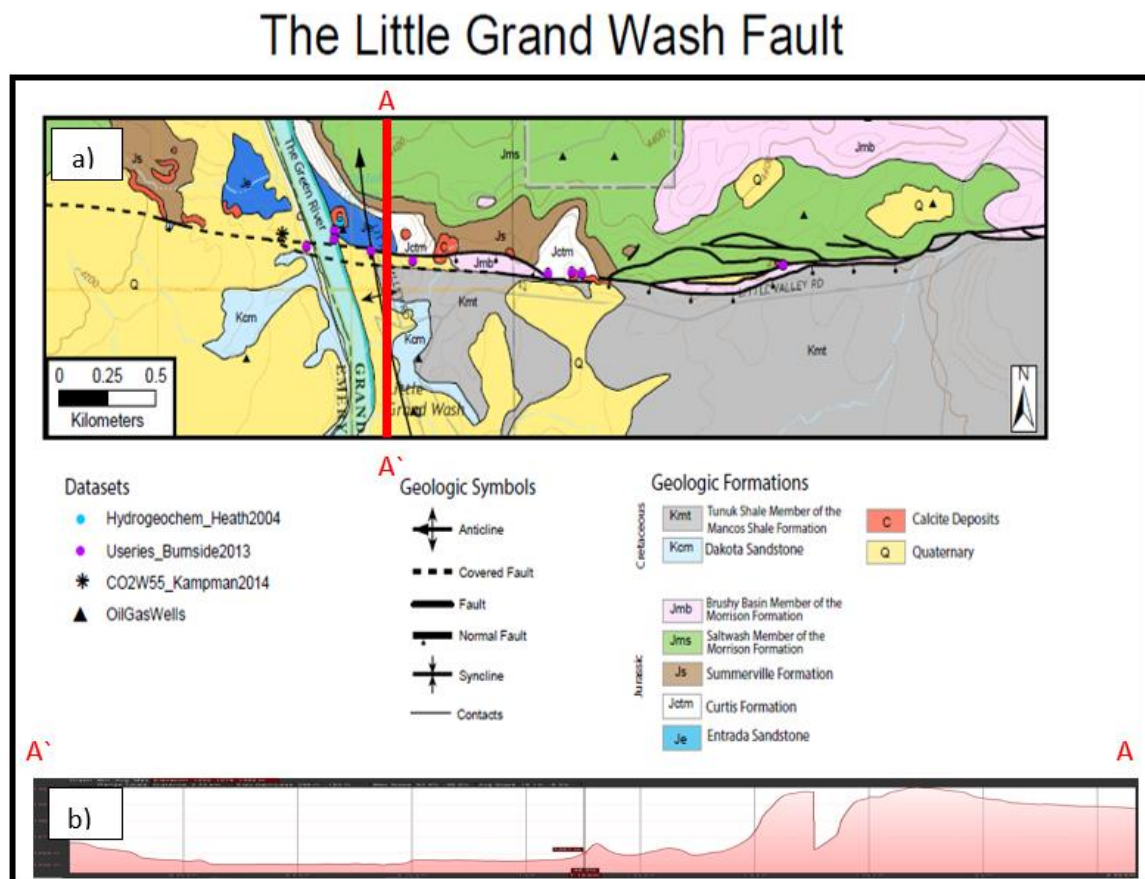 The Little Grand Wash Fault
A
a)
Js
Je
The Green River
Jms
4400
Jmb
Q
Q
Jctm
C
Js
Jctm
Jmb
4200
Q
Kcm
Kmt
LITTLE VALLEY RD
Kcm
Q
Kmt
GRAND
EMERY
Little
Grand Wash
0 0.25 0.5
Kilometers
N
A`
Datasets
Hydrogeochem_Heath2004
Useries_Burnside2013
CO2W55_Kampman2014
OilGasWells
Geologic Symbols
Anticline
Covered Fault
Fault
Normal Fault
Syncline
Contacts
Geologic Formations
Cretaceous
Kmt Tunuk Shale Member of the
Mancos Shale Formation
Kcm Dakota Sandstone
C Calcite Deposits
Q Quaternary
Jurassic
Jmb Brushy Basin Member of the
Morrison Formation
Jms Saltwash Member of the
Morrison Formation
Js Summerville Formation
Jctm Curtis Formation
Je Entrada Sandstone
A`
A
b)